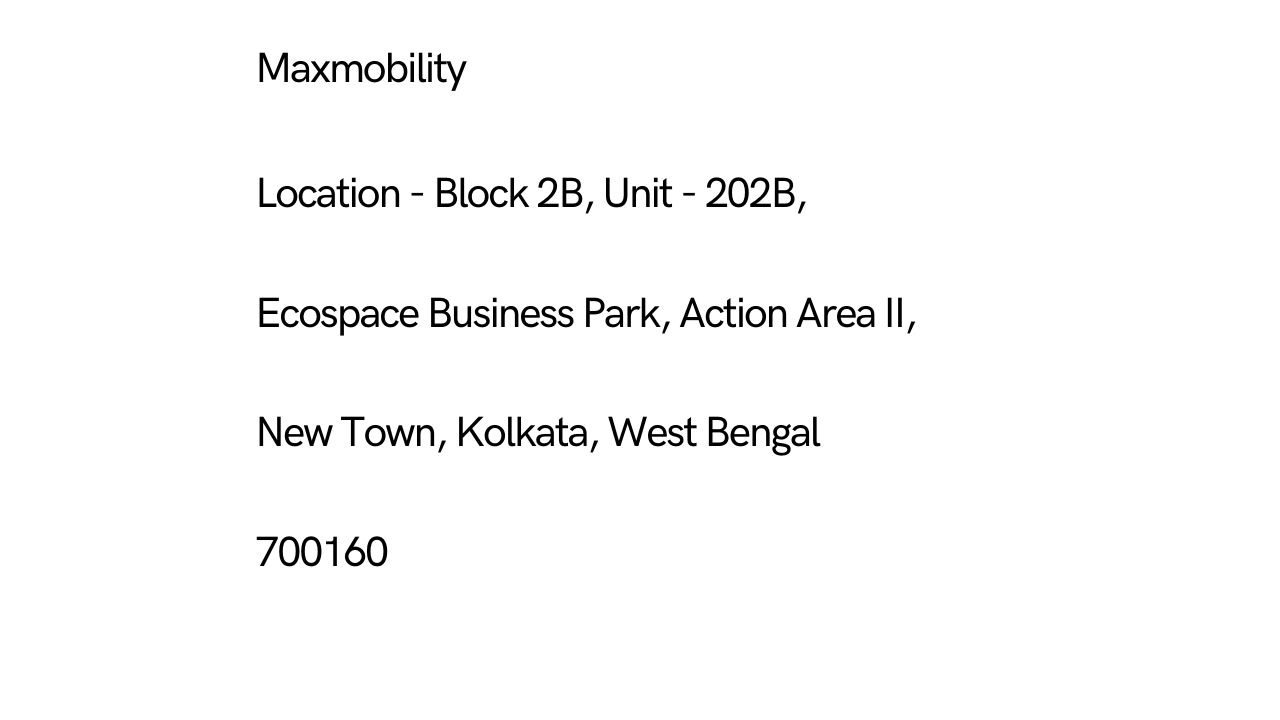 Maxmobility
Location - Block 2B, Unit - 202B,
Ecospace Business Park, Action Area II,
New Town, Kolkata, West Bengal
700160